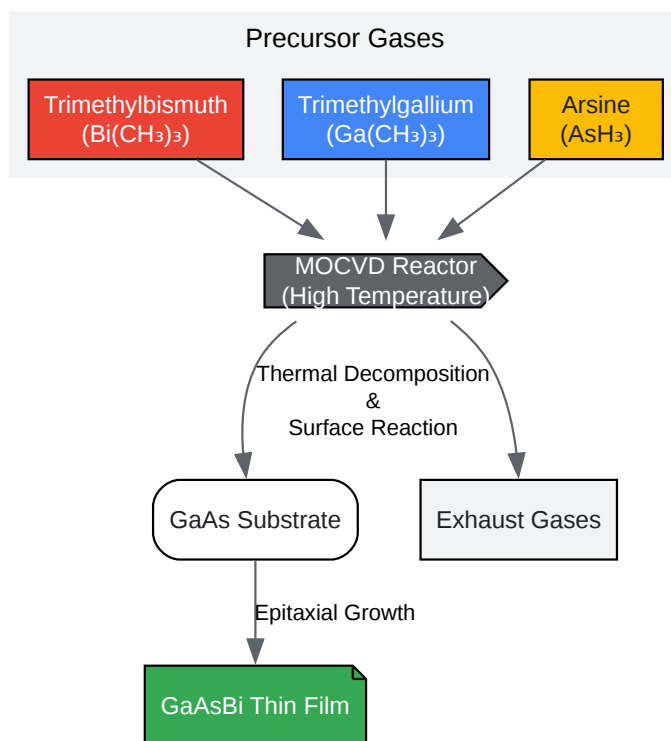 Precursor Gases
Trimethylbismuth
(Bi(CH₃)₃)
Trimethylgallium
(Ga(CH₃)₃)
Arsine
(AsH₃)
MOCVD Reactor
(High Temperature)
Thermal Decomposition
&
Surface Reaction
GaAs Substrate
Exhaust Gases
Epitaxial Growth
GaAsBi Thin Film